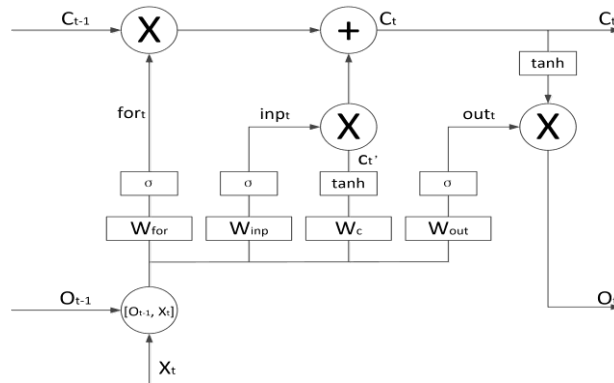 Ct-1 X + Ct Ct
tanh
fort inpt X outt X
Ct'
σ σ tanh σ
Wfor Winp Wc Wout
Ot-1 [Ot-1, Xt]
Xt